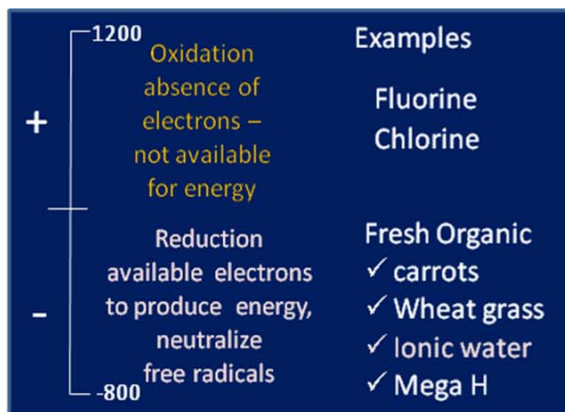 1200
Oxidation
absence of
electrons –
not available
for energy
+
Examples
Fluorine
Chlorine
Reduction
available electrons
to produce energy,
neutralize
free radicals
-
-800
Fresh Organic
✓ carrots
✓ Wheat grass
✓ Ionic water
✓ Mega H